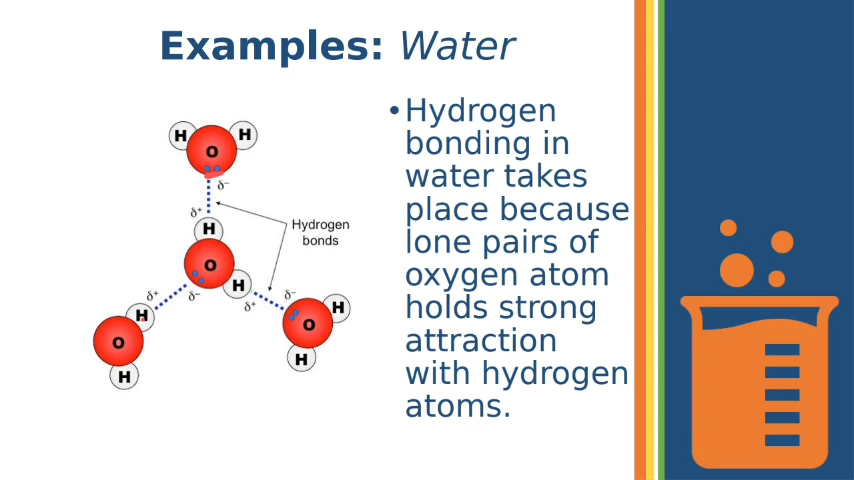 Examples: Water
•Hydrogen
bonding in
water takes
place because
lone pairs of
oxygen atom
holds strong
attraction
with hydrogen
atoms.
H H
O
δ⁻
δ⁺
H
Hydrogen
bonds
O
H
δ⁺
δ⁻
δ⁻
δ⁺
H
H
O
O
H
H